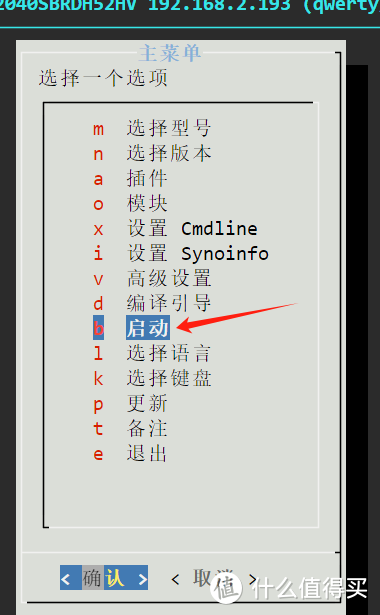 2040SBRDH52HV 192.168.2.193 (qwerty
主菜单
选择一个选项
m 选择型号
n 选择版本
a 插件
o 模块
x 设置 Cmdline
i 设置 Synoinfo
v 高级设置
d 编译引导
b 启动
l 选择语言
k 选择键盘
p 更新
t 备注
e 退出
< 确认 > < 取消 >
值 什么值得买